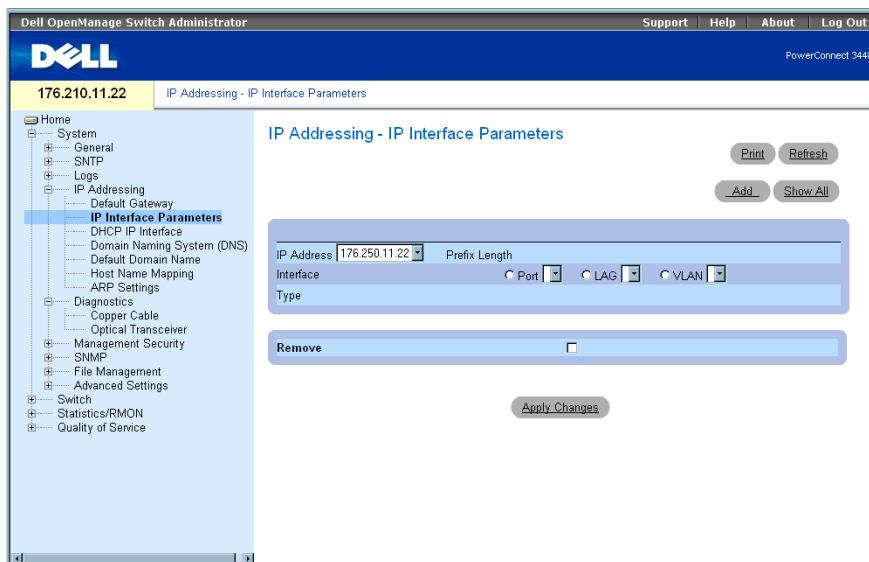 Dell OpenManage Switch Administrator
Support Help About Log Out
DELL
PowerConnect 3448
176.210.11.22
IP Addressing - IP Interface Parameters
Home
System
General
SNTP
Logs
IP Addressing
Default Gateway
IP Interface Parameters
DHCP IP Interface
Domain Naming System (DNS)
Default Domain Name
Host Name Mapping
ARP Settings
Diagnostics
Copper Cable
Optical Transceiver
Management Security
SNMP
File Management
Advanced Settings
Switch
Statistics/RMON
Quality of Service
IP Addressing - IP Interface Parameters
Print Refresh
Add Show All
IP Address 176.250.11.22 Prefix Length
Interface Port LAG VLAN
Type
Remove
Apply Changes